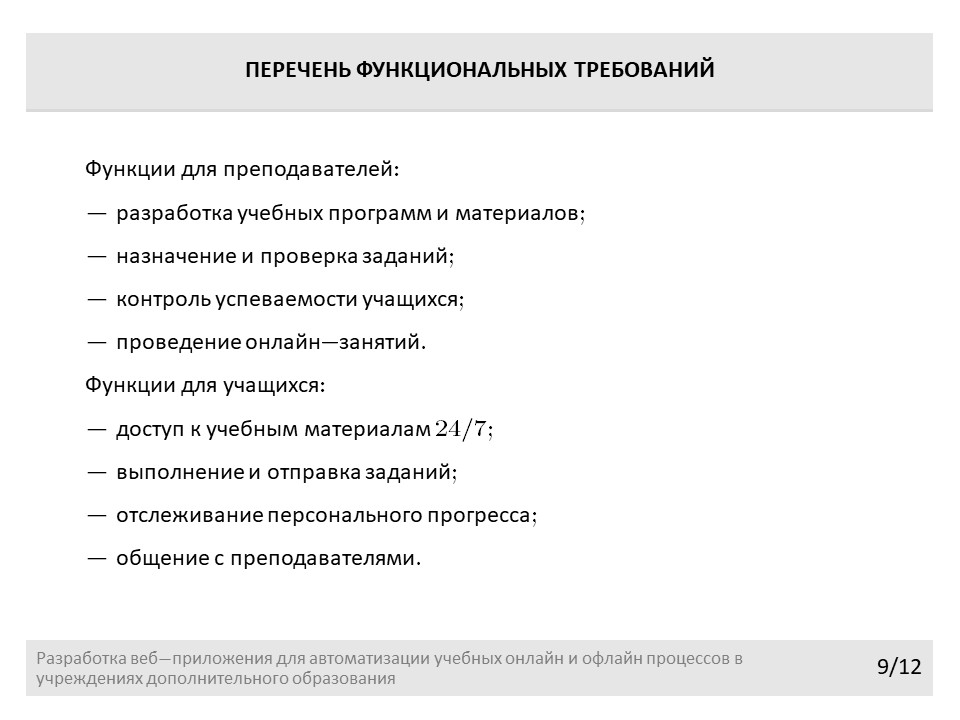 ПЕРЕЧЕНЬ ФУНКЦИОНАЛЬНЫХ ТРЕБОВАНИЙ
Функции для преподавателей:
— разработка учебных программ и материалов;
— назначение и проверка заданий;
— контроль успеваемости учащихся;
— проведение онлайн—занятий.
Функции для учащихся:
— доступ к учебным материалам 24/7;
— выполнение и отправка заданий;
— отслеживание персонального прогресса;
— общение с преподавателями.
Разработка веб—приложения для автоматизации учебных онлайн и офлайн процессов в
учреждениях дополнительного образования
9/12